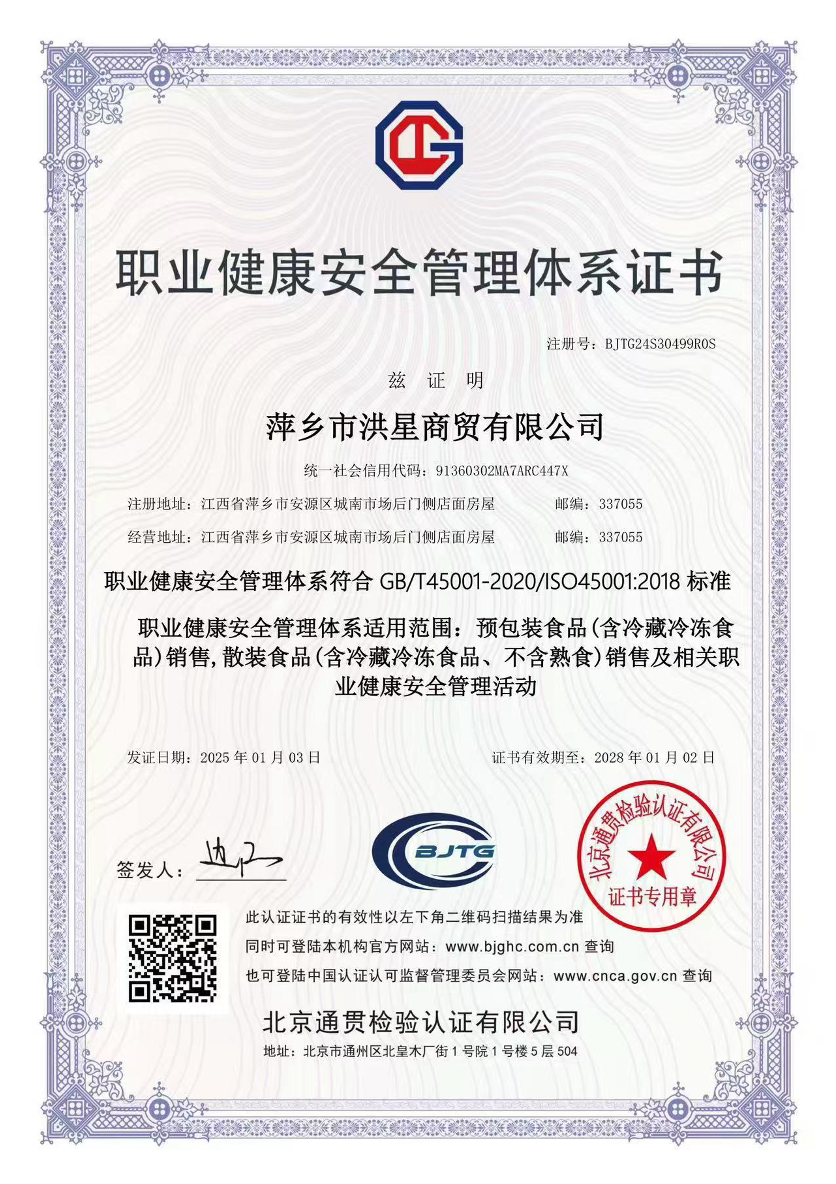 职业健康安全管理体系证书
注册号：BJTG24S30499R0S
兹 证 明
萍乡市洪星商贸有限公司
统一社会信用代码：91360302MA7ARC447X
注册地址：江西省萍乡市安源区城南市场后门侧店面房屋 邮编：337055
经营地址：江西省萍乡市安源区城南市场后门侧店面房屋 邮编：337055
职业健康安全管理体系符合 GB/T45001-2020/ISO45001:2018 标准
职业健康安全管理体系适用范围：预包装食品(含冷藏冷冻食
品)销售,散装食品(含冷藏冷冻食品、不含熟食)销售及相关职
业健康安全管理活动
发证日期：2025 年 01 月 03 日 证书有效期至：2028 年 01 月 02 日
北京通贯检验认证有限公司
证书专用章
BJTG
签发人：
此认证证书的有效性以左下角二维码扫描结果为准
同时可登陆本机构官方网站：www.bjghc.com.cn 查询
也可登陆中国认证认可监督管理委员会网站：www.cnca.gov.cn 查询
北京通贯检验认证有限公司
地址：北京市通州区北皇木厂街 1 号院 1 号楼 5 层 504